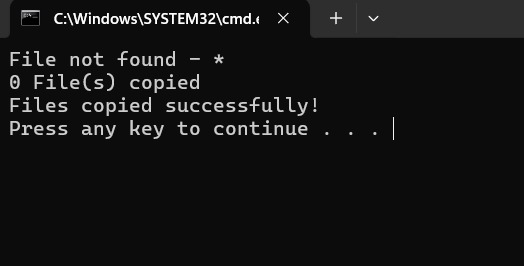 C:\Windows\SYSTEM32\cmd.e
File not found - *
0 File(s) copied
Files copied successfully!
Press any key to continue . . .